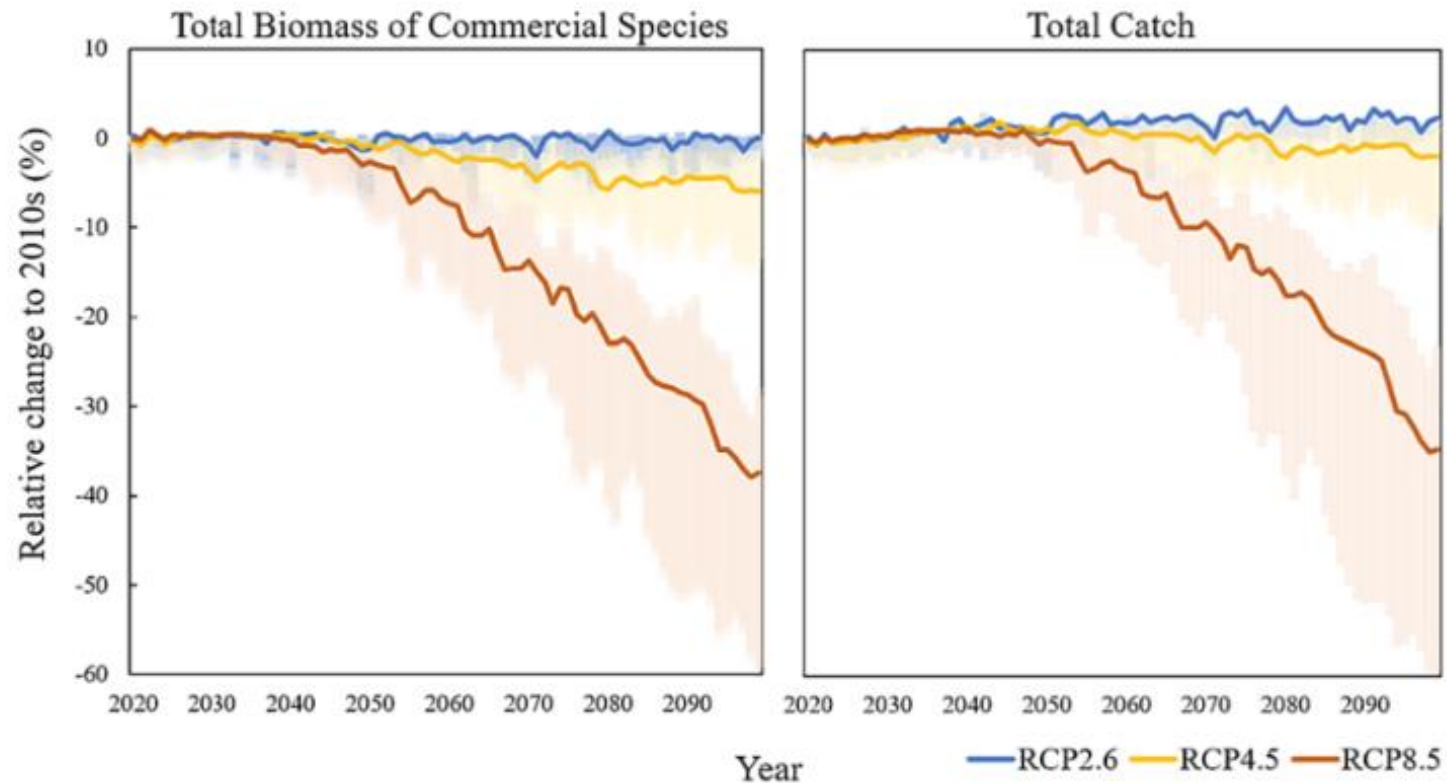 Total Biomass of Commercial Species
Total Catch
Relative change to 2010s (%)
10
0
-10
-20
-30
-40
-50
-60
2020 2030 2040 2050 2060 2070 2080 2090
2020 2030 2040 2050 2060 2070 2080 2090
Year
RCP2.6 RCP4.5 RCP8.5